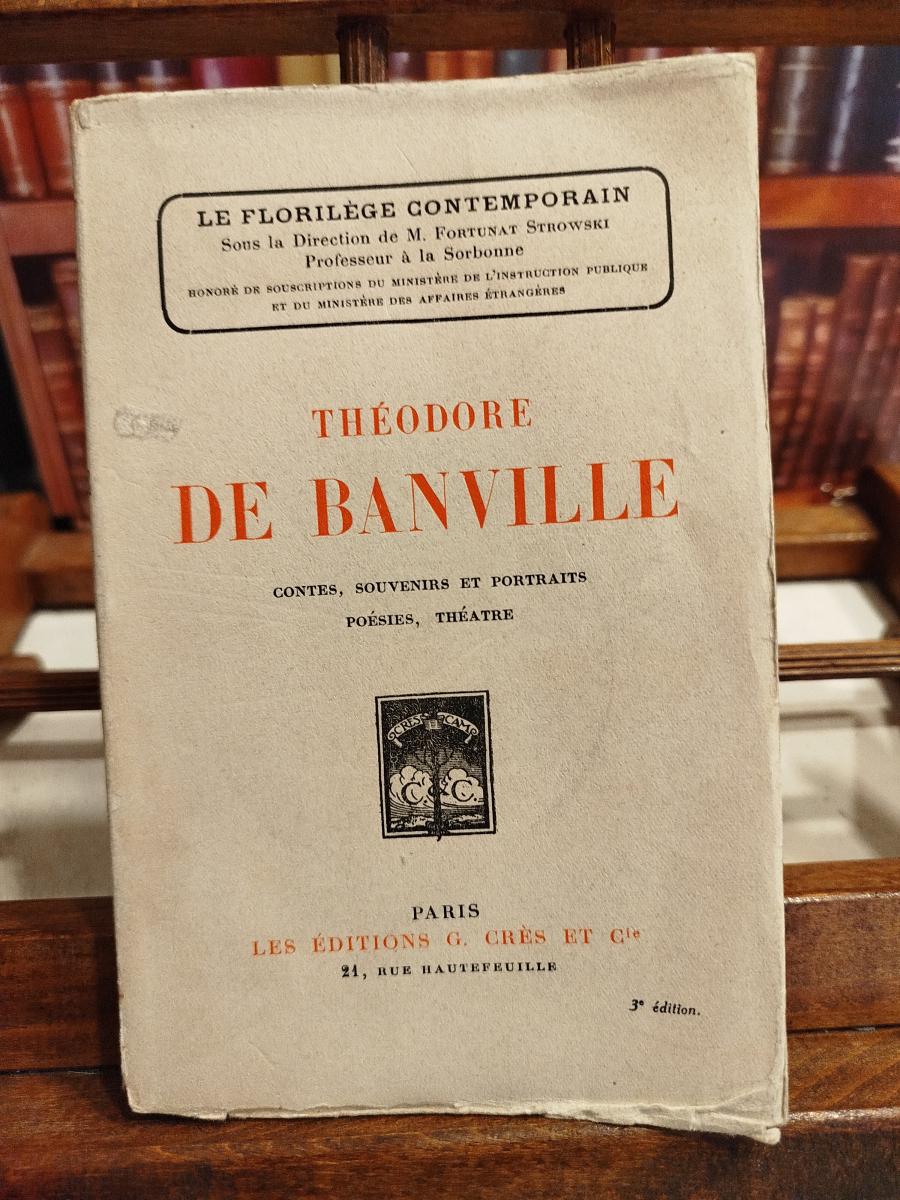 LE FLORILÈGE CONTEMPORAIN
Sous la Direction de M. FORTUNAT STROWSKI
Professeur à la Sorbonne
HONORÉ DE SOUSCRIPTIONS DU MINISTÈRE DE L'INSTRUCTION PUBLIQUE
ET DU MINISTÈRE DES AFFAIRES ÉTRANGÈRES
THÉODORE
DE BANVILLE
CONTES, SOUVENIRS ET PORTRAITS
POÉSIES, THÉATRE
CRES CAM
C. & C.
PARIS
LES ÉDITIONS G. CRÈS ET Cie
21, RUE HAUTEFEUILLE
3e édition.